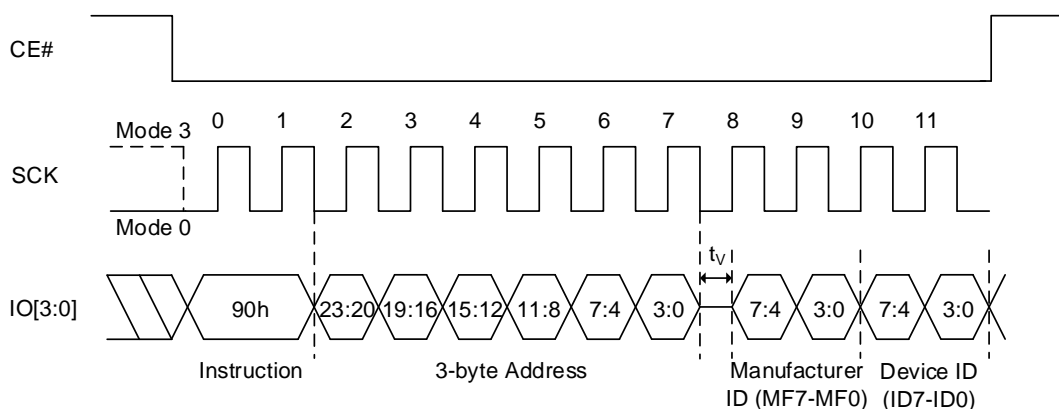 CE#
0 1 2 3 4 5 6 7 8 9 10 11
Mode 3
SCK
Mode 0
tV
IO[3:0]
90h 23:20 19:16 15:12 11:8 7:4 3:0 7:4 3:0 7:4 3:0
Instruction 3-byte Address Manufacturer Device ID
ID (MF7-MF0) (ID7-ID0)